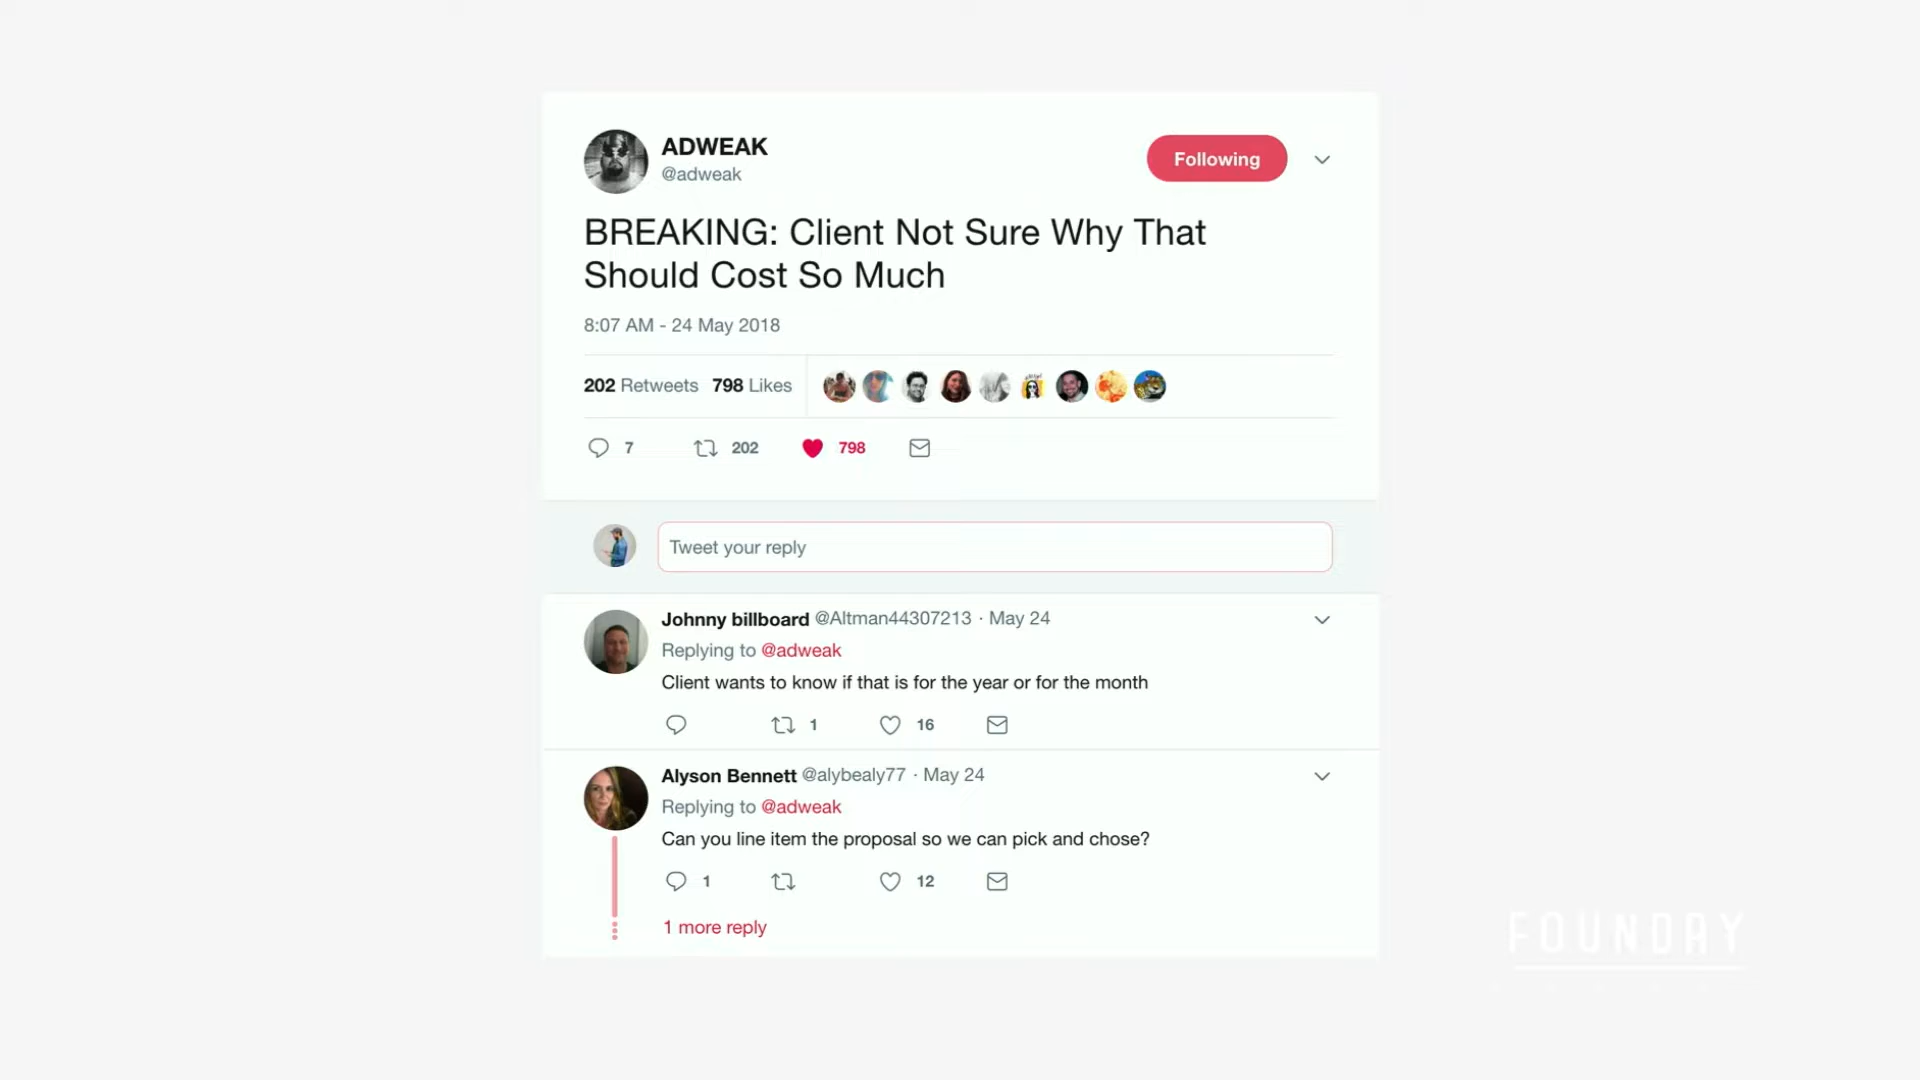 ADWEAK
@adweak
Following
BREAKING: Client Not Sure Why That
Should Cost So Much
8:07 AM - 24 May 2018
202 Retweets 798 Likes
7 202 798
Tweet your reply
Johnny billboard @Altman44307213 · May 24
Replying to @adweak
Client wants to know if that is for the year or for the month
1 16
Alyson Bennett @alybealy77 · May 24
Replying to @adweak
Can you line item the proposal so we can pick and chose?
1 12
1 more reply
FOUNDRY